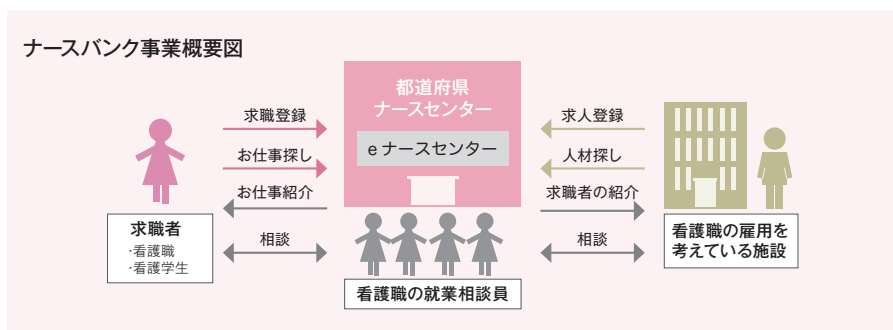 ナースバンク事業概要図
都道府県
ナースセンター
eナースセンター
求職登録
お仕事探し
お仕事紹介
相談
求人登録
人材探し
求職者の紹介
相談
求職者
·看護職
·看護学生
看護職の就業相談員
看護職の雇用を
考えている施設